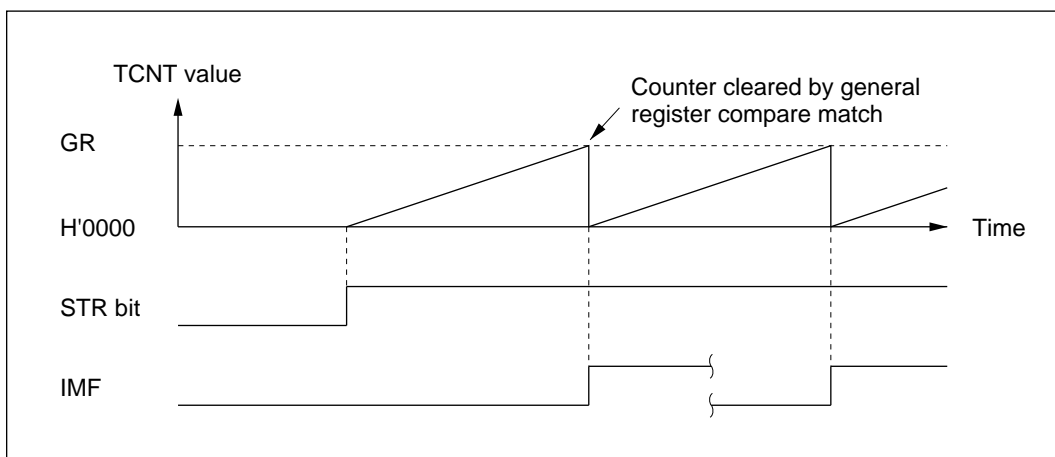 TCNT value
Counter cleared by general
register compare match
GR
H'0000
Time
STR bit
IMF